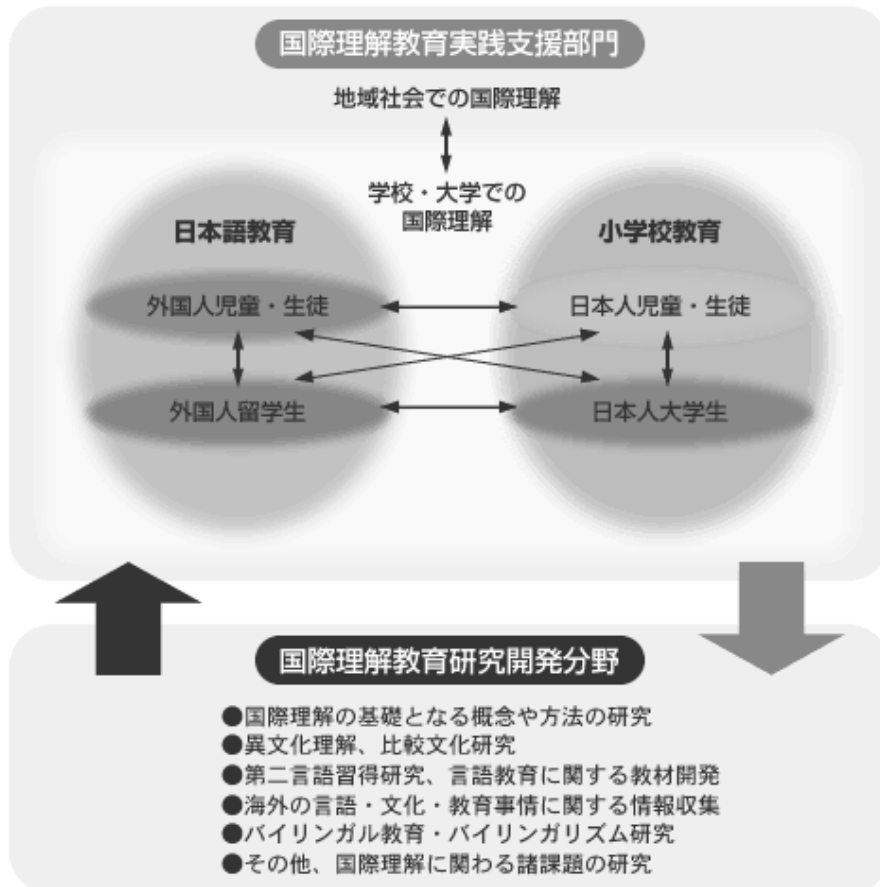 国際理解教育実践支援部門
地域社会での国際理解
学校・大学での
国際理解
日本語教育
小学校教育
外国人児童・生徒
日本人児童・生徒
外国人留学生
日本人大学生
国際理解教育研究開発分野
●国際理解の基礎となる概念や方法の研究
●異文化理解、比較文化研究
●第二言語習得研究、言語教育に関する教材開発
●海外の言語・文化・教育事情に関する情報収集
●バイリンガル教育・バイリンガリズム研究
●その他、国際理解に関わる諸課題の研究